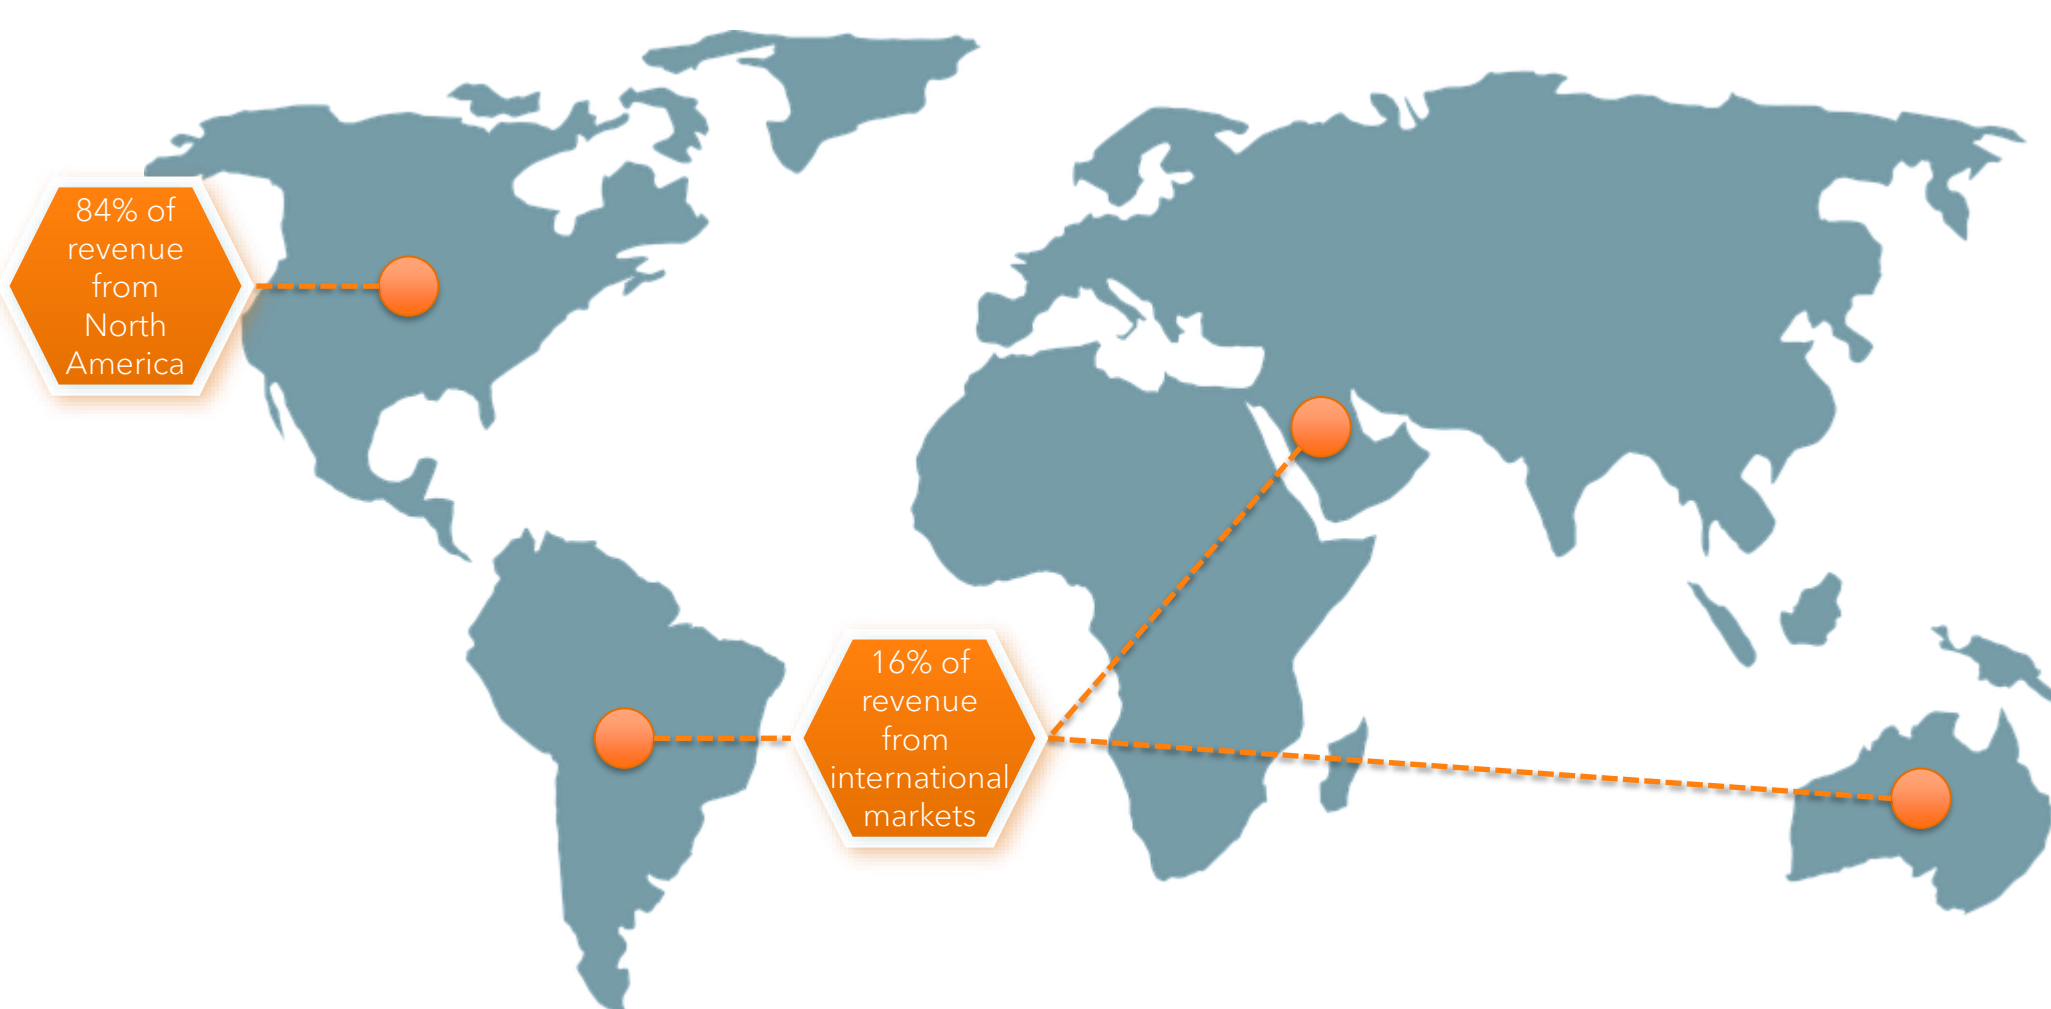 84% of
revenue
from
North
America
16% of
revenue
from
international
markets